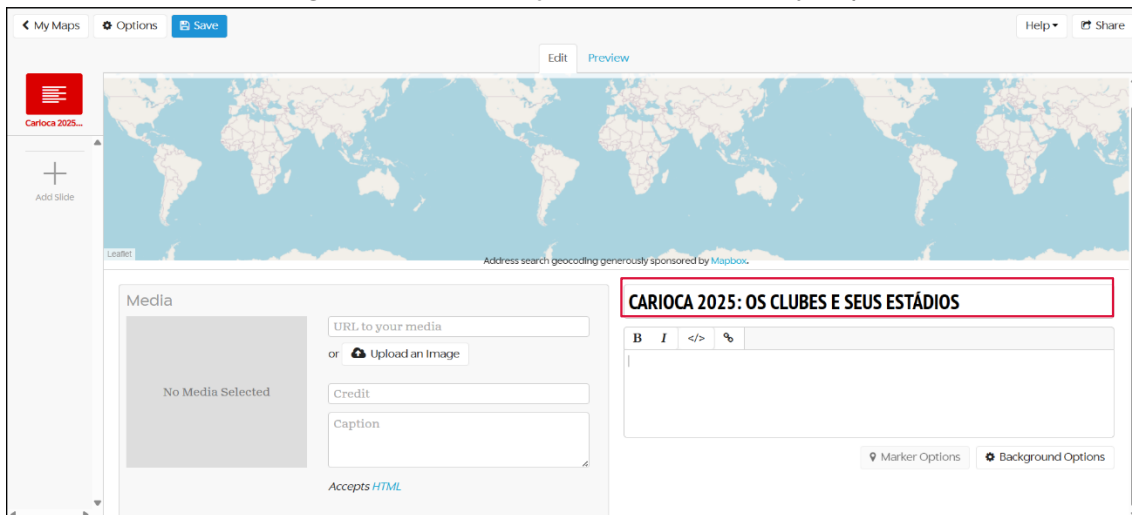 My Maps Options Save Help Share
Edit Preview
Carioca 2025...
Add Slide
Leaflet
Address search geocoding generously sponsored by Mapbox.
Media
No Media Selected
URL to your media
or Upload an Image
Credit
Caption
Accepts HTML
CARIOCA 2025: OS CLUBES E SEUS ESTÁDIOS
B I </>
Marker Options Background Options